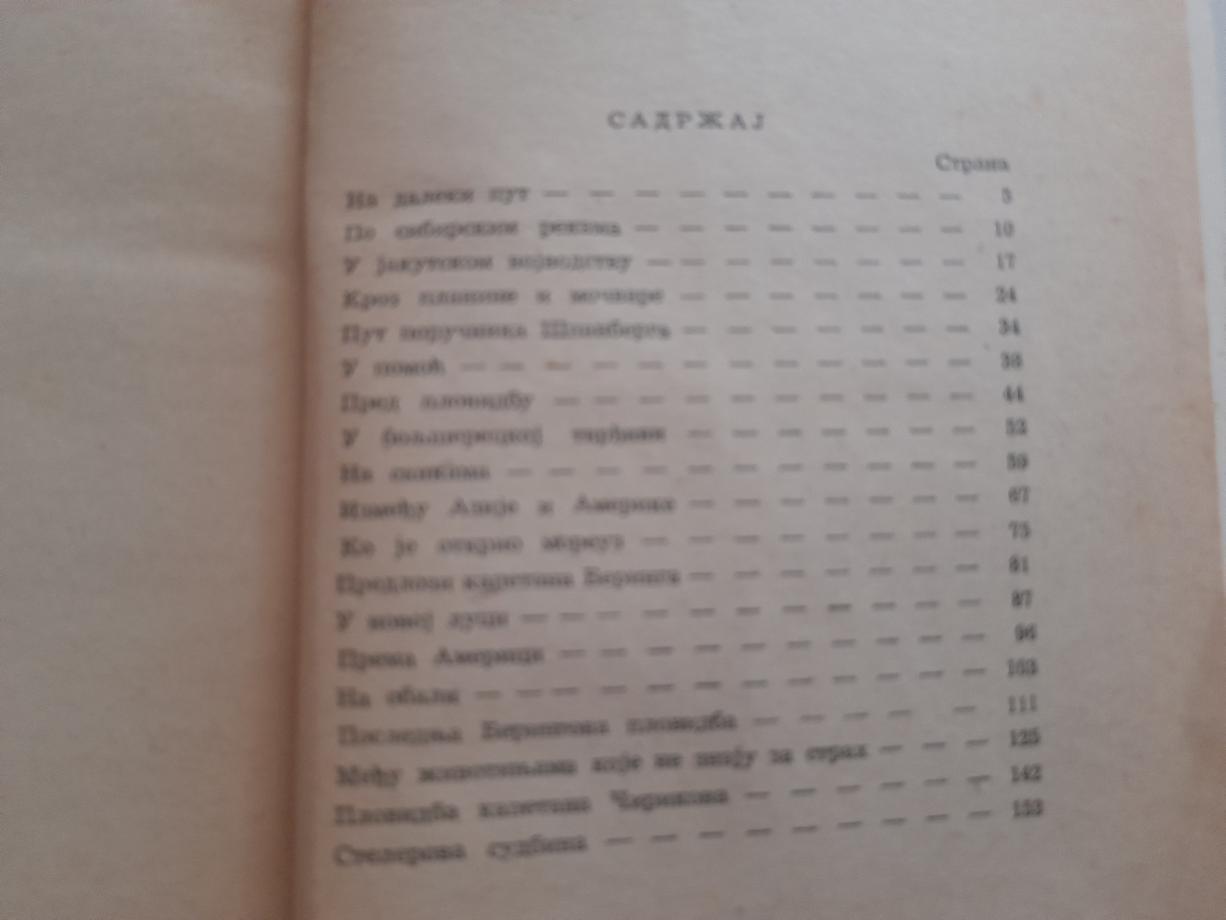 САДРЖАЈ
Страна
На далеки пут — — — — — — — — — 3
По сибирским рекама — — — — — — — — 10
У јакутском војводству — — — — — — — — 17
Кроз планине и мочваре — — — — — — — 24
Пут поручника Шпанберга — — — — — — — 34
У помоћ — — — — — — — — — — — — 38
Пред пловидбу — — — — — — — — — — 44
У бољшерецкој тврђави — — — — — — — 52
На санкама — — — — — — — — — — — 59
Између Азије и Америке — — — — — — — 67
Ко је открио мореуз — — — — — — — — 75
Предлози капетана Беринга — — — — — — — 81
У новој луци — — — — — — — — — — — 87
Према Америци — — — — — — — — — — 96
На обали — — — — — — — — — — — — 103
Последња Берингова пловидба — — — — — 111
Међу животињама које не знају за страх — — — 125
Пловидба капетана Чирикова — — — — — — 142
Стелерова судбина — — — — — — — — — 153